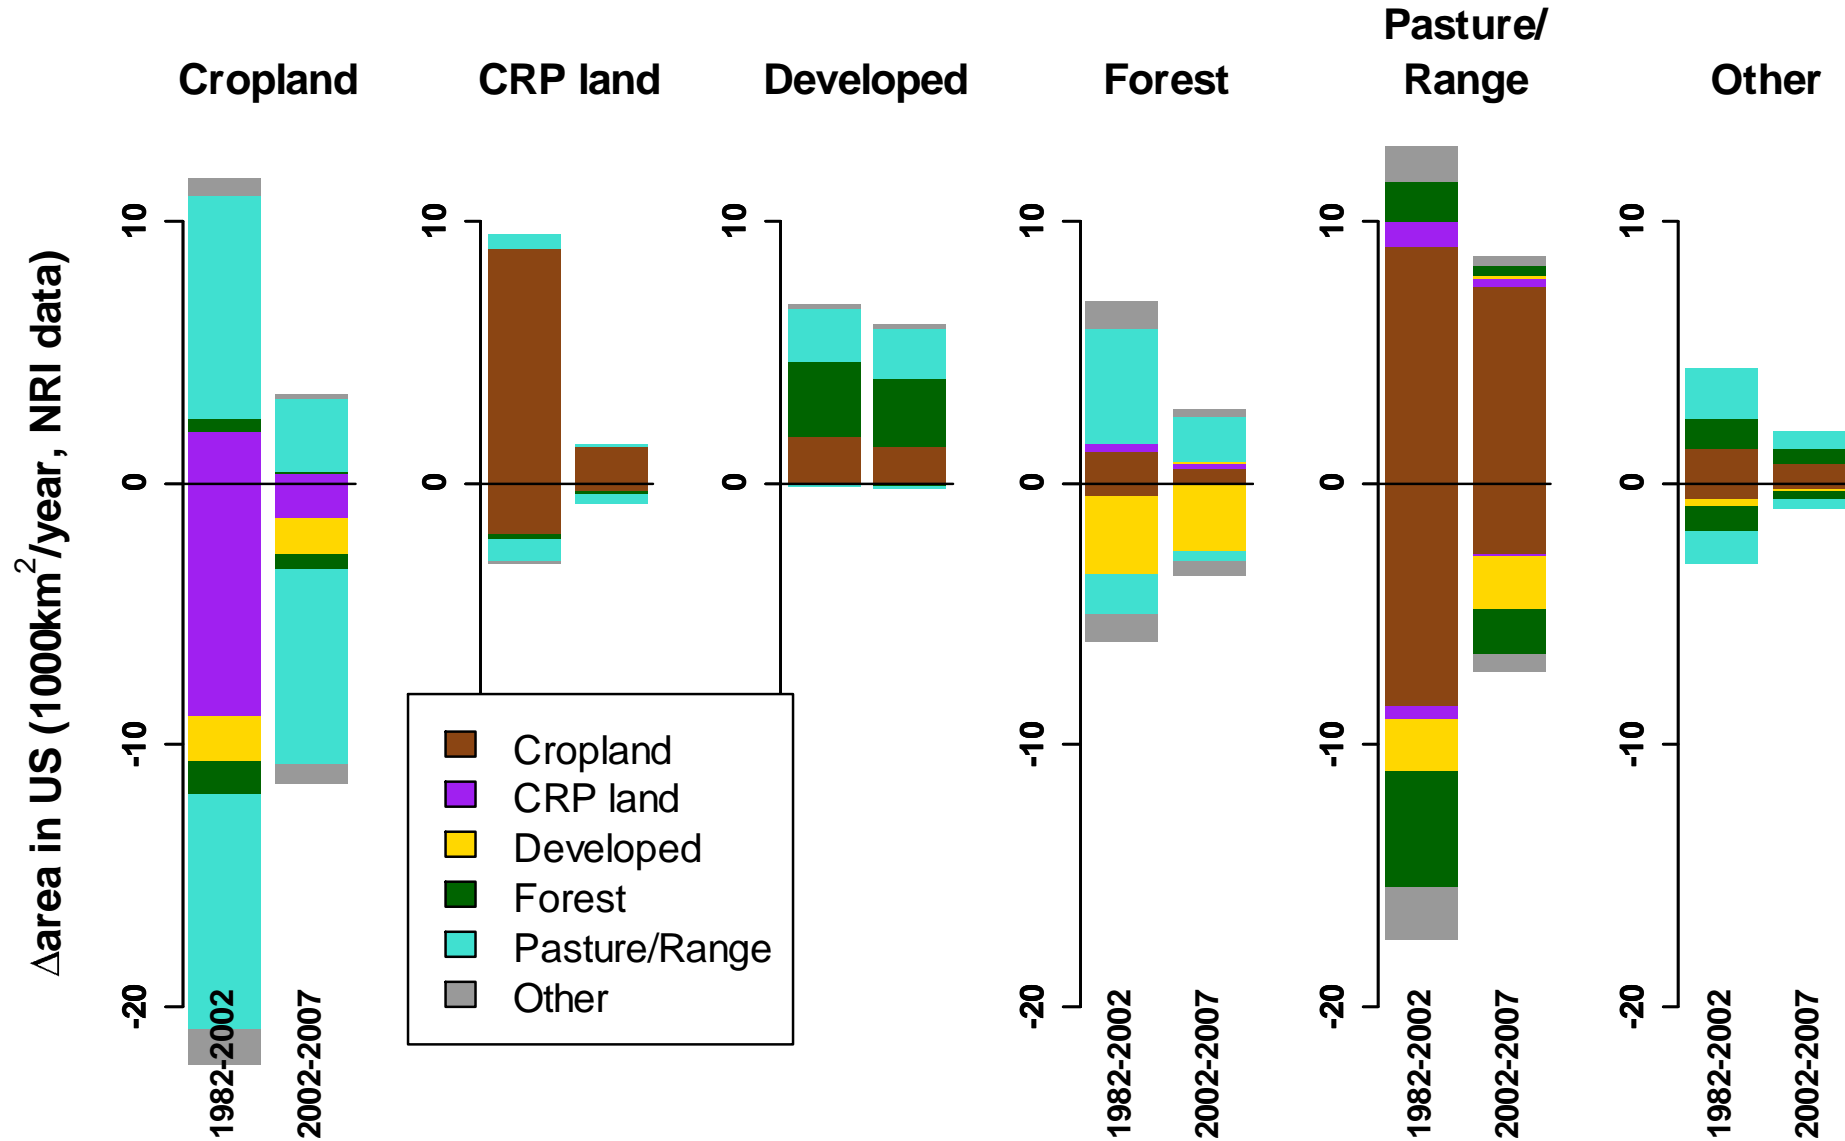 Pasture/
Cropland CRP land Developed Forest Range Other
Δarea in US (1000km²/year, NRI data)
10 10 10 10 10 10
0 0 0 0 0 0
-10 -10 -10 -10
-20 -20 -20 -20
Cropland
CRP land
Developed
Forest
Pasture/Range
Other
1982-2002
2002-2007
1982-2002
2002-2007
1982-2002
2002-2007
1982-2002
2002-2007